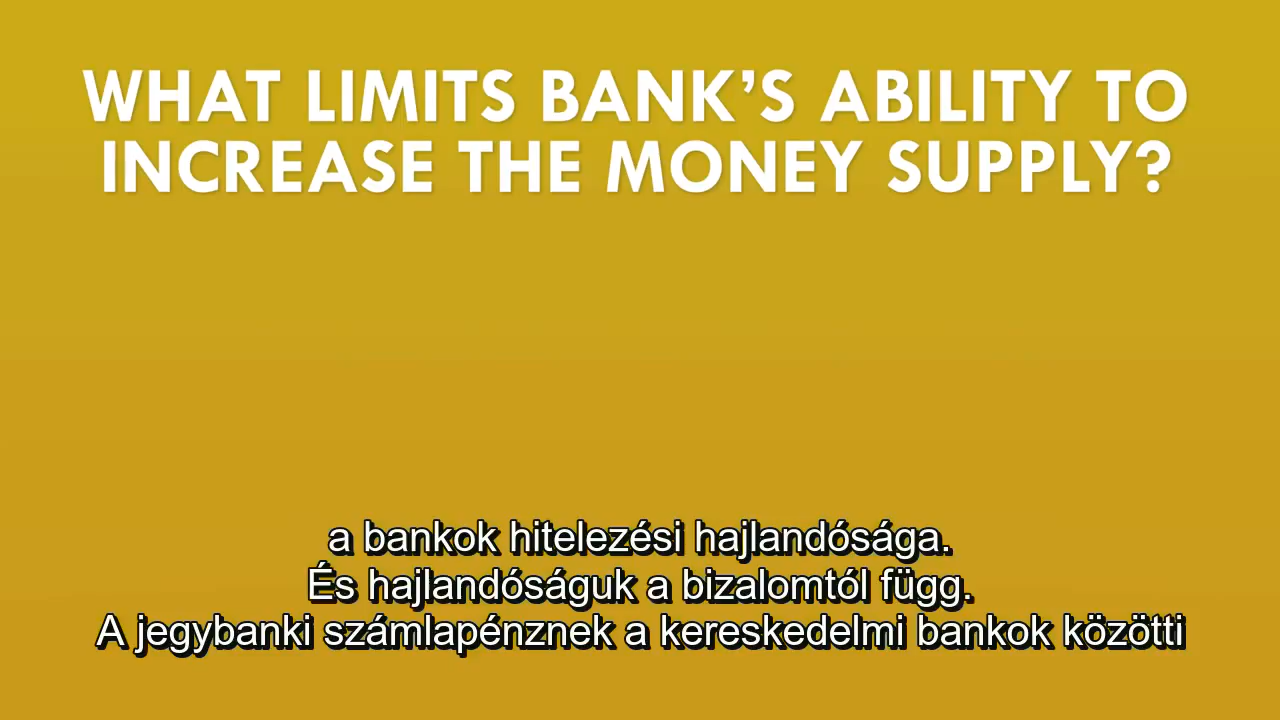 WHAT LIMITS BANK’S ABILITY TO
INCREASE THE MONEY SUPPLY?
a bankok hitelezési hajlandósága.
És hajlandóságuk a bizalomtól függ.
A jegybanki számlapénznek a kereskedelmi bankok közötti